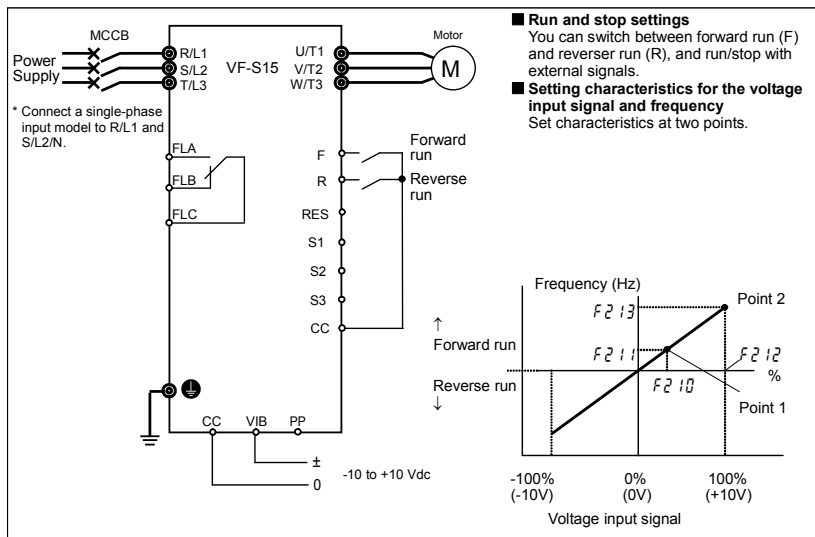 MCCB
Power
Supply
R/L1
S/L2
T/L3
VF-S15
U/T1
V/T2
W/T3
Motor
M
* Connect a single-phase
input model to R/L1 and
S/L2/N.
FLA
FLB
FLC
F
R
RES
S1
S2
S3
CC
Forward
run
Reverse
run
CC
VIB
PP
±
0
-10 to +10 Vdc
■ Run and stop settings
You can switch between forward run (F)
and reverser run (R), and run/stop with
external signals.
■ Setting characteristics for the voltage
input signal and frequency
Set characteristics at two points.
Frequency (Hz)
F213
Point 2
↑
Forward run
F211
F212
%
Reverse run
↓
F210
Point 1
-100%
(-10V)
0%
(0V)
100%
(+10V)
Voltage input signal